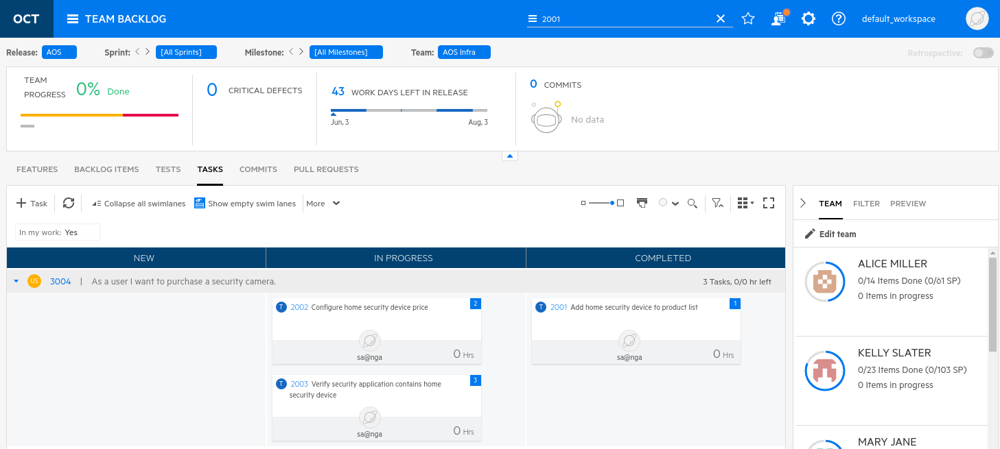 OCT TEAM BACKLOG 2001 default_workspace
Release: AOS Sprint: [All Sprints] Milestone: [All Milestones] Team: AOS Infra Retrospective:
TEAM PROGRESS 0% Done
0 CRITICAL DEFECTS
43 WORK DAYS LEFT IN RELEASE
Jun, 3 Aug, 3
0 COMMITS
No data
FEATURES BACKLOG ITEMS TESTS TASKS COMMITS PULL REQUESTS
Task Collapse all swimlanes Show empty swim lanes More
In my work: Yes
NEW IN PROGRESS COMPLETED
US 3004 | As a user I want to purchase a security camera. 3 Tasks, 0/0 hr left
T 2002 Configure home security device price 2
sa@nga 0 Hrs
T 2003 Verify security application contains home 3
security device
sa@nga 0 Hrs
T 2001 Add home security device to product list 1
sa@nga 0 Hrs
TEAM FILTER PREVIEW
Edit team
ALICE MILLER
0/14 Items Done (0/61 SP)
0 Items in progress
KELLY SLATER
0/23 Items Done (0/103 SP)
0 Items in progress
MARY JANE